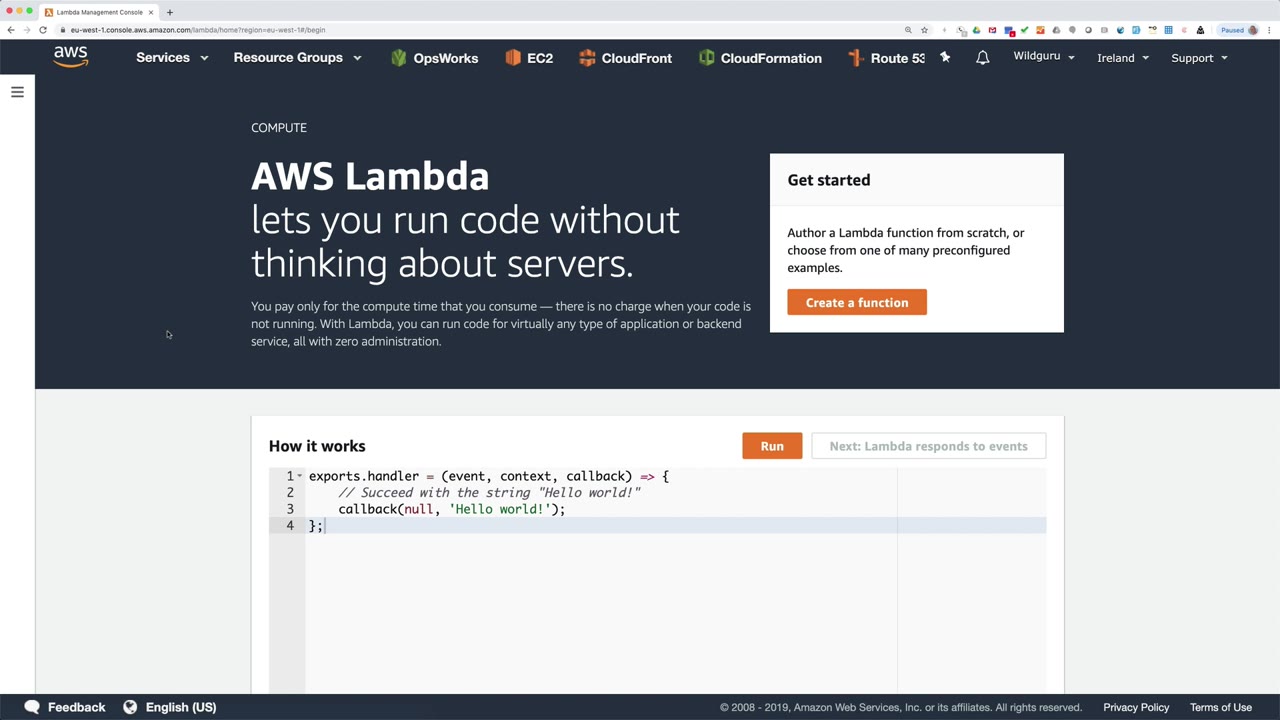 Lambda Management Console
eu-west-1.console.aws.amazon.com/lambda/home?region=eu-west-1#/begin
Paused
aws
Services
Resource Groups
OpsWorks
EC2
CloudFront
CloudFormation
Route 53
Wildguru
Ireland
Support
COMPUTE
AWS Lambda
lets you run code without
thinking about servers.
You pay only for the compute time that you consume — there is no charge when your code is
not running. With Lambda, you can run code for virtually any type of application or backend
service, all with zero administration.
Get started
Author a Lambda function from scratch, or
choose from one of many preconfigured
examples.
Create a function
How it works
Run
Next: Lambda responds to events
1 exports.handler = (event, context, callback) => {
2 // Succeed with the string "Hello world!"
3 callback(null, 'Hello world!');
4 };
Feedback
English (US)
© 2008 - 2019, Amazon Web Services, Inc. or its affiliates. All rights reserved.
Privacy Policy
Terms of Use